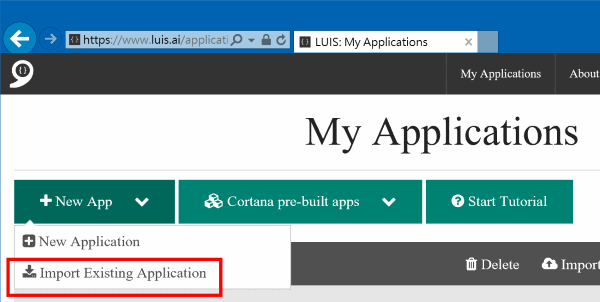 https://www.luis.ai/applicati
LUIS: My Applications
My Applications About
My Applications
New App Cortana pre-built apps Start Tutorial
New Application
Import Existing Application
Delete Import